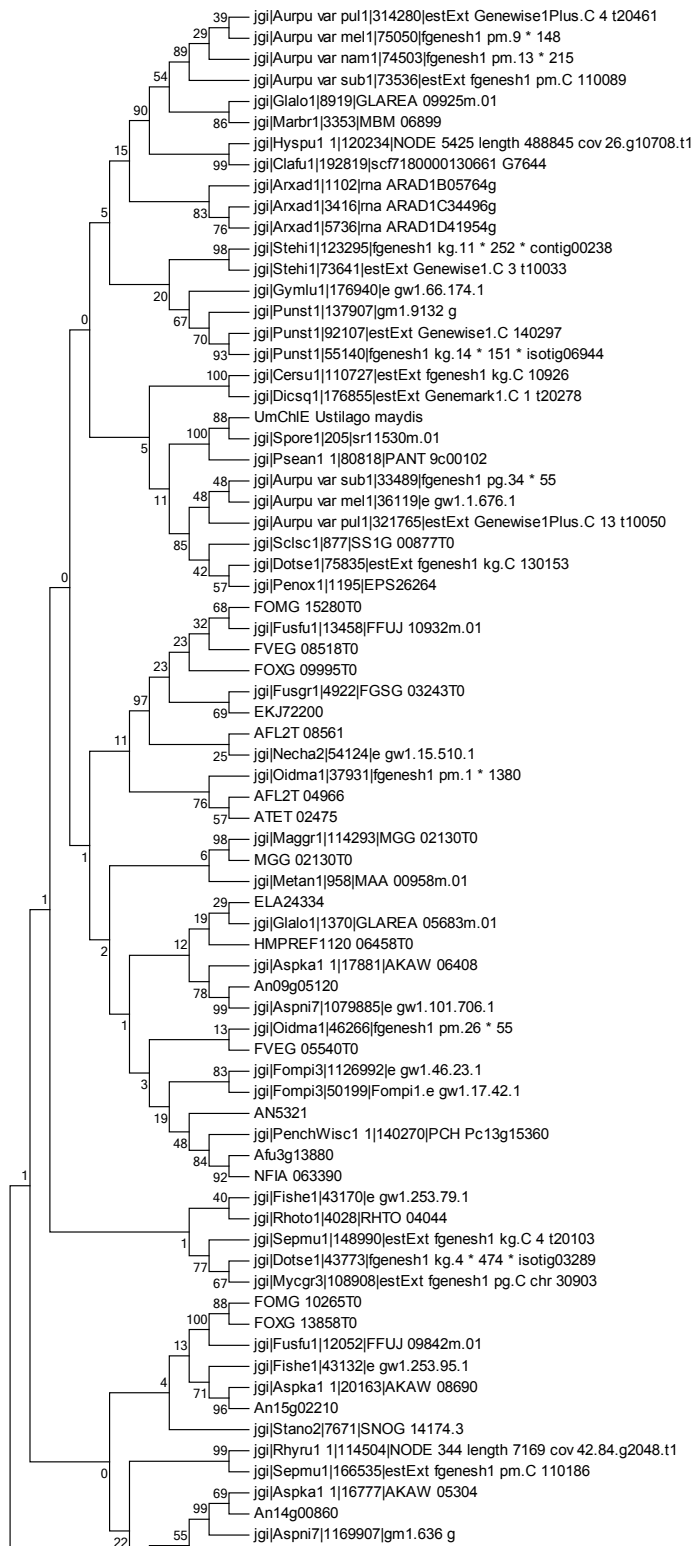 39 jgi|Aurpu var pul1|314280|estExt Genewise1Plus.C 4 t20461
29 jgi|Aurpu var mel1|75050|fgenesh1 pm.9 * 148
89 jgi|Aurpu var nam1|74503|fgenesh1 pm.13 * 215
54 jgi|Aurpu var sub1|73536|estExt fgenesh1 pm.C 110089
90 jgi|Glalo1|8919|GLAREA 09925m.01
86 jgi|Marbr1|3353|MBM 06899
jgi|Hyspu1 1|120234|NODE 5425 length 488845 cov 26.g10708.t1
15 99 jgi|Clafu1|192819|scf7180000130661 G7644
jgi|Arxad1|1102|rna ARAD1B05764g
5 83 jgi|Arxad1|3416|rna ARAD1C34496g
76 jgi|Arxad1|5736|rna ARAD1D41954g
98 jgi|Stehi1|123295|fgenesh1 kg.11 * 252 * contig00238
jgi|Stehi1|73641|estExt Genewise1.C 3 t10033
20 jgi|Gymlu1|176940|e gw1.66.174.1
0 67 jgi|Punst1|137907|gm1.9132 g
70 jgi|Punst1|92107|estExt Genewise1.C 140297
93 jgi|Punst1|55140|fgenesh1 kg.14 * 151 * isotig06944
100 jgi|Cersu1|110727|estExt fgenesh1 kg.C 10926
jgi|Dicsq1|176855|estExt Genemark1.C 1 t20278
88 UmChlE Ustilago maydis
5 100 jgi|Spore1|205|sr11530m.01
jgi|Psean1 1|80818|PANT 9c00102
11 48 jgi|Aurpu var sub1|33489|fgenesh1 pg.34 * 55
48 jgi|Aurpu var mel1|36119|e gw1.1.676.1
jgi|Aurpu var pul1|321765|estExt Genewise1Plus.C 13 t10050
85 jgi|Sclsc1|877|SS1G 00877T0
42 jgi|Dotse1|75835|estExt fgenesh1 kg.C 130153
0 57 jgi|Penox1|1195|EPS26264
68 FOMG 15280T0
32 jgi|Fusfu1|13458|FFUJ 10932m.01
23 FVEG 08518T0
23 FOXG 09995T0
97 jgi|Fusgr1|4922|FGSG 03243T0
69 EKJ72200
11 AFL2T 08561
25 jgi|Necha2|54124|e gw1.15.510.1
jgi|Oidma1|37931|fgenesh1 pm.1 * 1380
76 AFL2T 04966
57 ATET 02475
1 98 jgi|Maggr1|114293|MGG 02130T0
6 MGG 02130T0
jgi|Metan1|958|MAA 00958m.01
1 29 ELA24334
19 jgi|Glalo1|1370|GLAREA 05683m.01
2 12 HMPREF1120 06458T0
jgi|Aspka1 1|17881|AKAW 06408
78 An09g05120
99 jgi|Aspni7|1079885|e gw1.101.706.1
1 13 jgi|Oidma1|46266|fgenesh1 pm.26 * 55
FVEG 05540T0
3 83 jgi|Fompi3|1126992|e gw1.46.23.1
jgi|Fompi3|50199|Fompi1.e gw1.17.42.1
19 AN5321
48 jgi|PenchWisc1 1|140270|PCH Pc13g15360
84 Afu3g13880
1 92 NFIA 063390
40 jgi|Fishe1|43170|e gw1.253.79.1
jgi|Rhoto1|4028|RHTO 04044
1 jgi|Sepmu1|148990|estExt fgenesh1 kg.C 4 t20103
77 jgi|Dotse1|43773|fgenesh1 kg.4 * 474 * isotig03289
67 jgi|Mycgr3|108908|estExt fgenesh1 pg.C chr 30903
88 FOMG 10265T0
100 FOXG 13858T0
13 jgi|Fusfu1|12052|FFUJ 09842m.01
jgi|Fishe1|43132|e gw1.253.95.1
4 71 jgi|Aspka1 1|20163|AKAW 08690
96 An15g02210
jgi|Stano2|7671|SNOG 14174.3
0 99 jgi|Rhyru1 1|114504|NODE 344 length 7169 cov 42.84.g2048.t1
jgi|Sepmu1|166535|estExt fgenesh1 pm.C 110186
69 jgi|Aspka1 1|16777|AKAW 05304
99 An14g00860
22 55 jgi|Aspni7|1169907|gm1.636 g